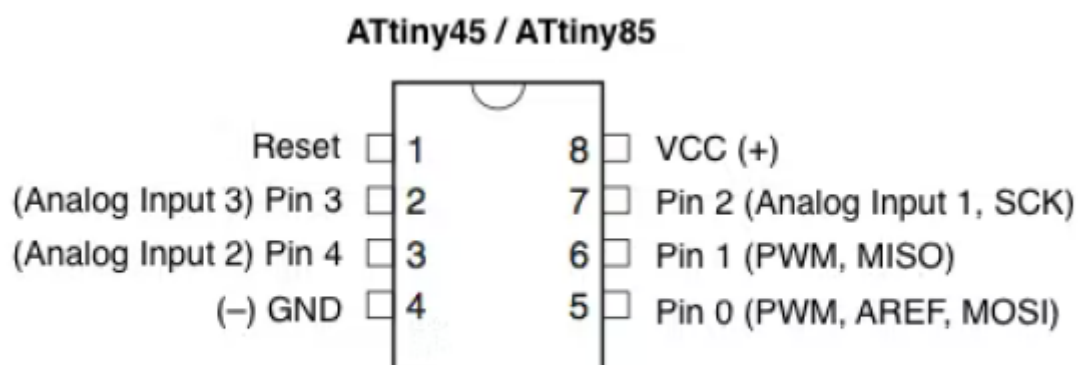 ATtiny45 / ATtiny85
Reset 1 8 VCC (+)
(Analog Input 3) Pin 3 2 7 Pin 2 (Analog Input 1, SCK)
(Analog Input 2) Pin 4 3 6 Pin 1 (PWM, MISO)
(–) GND 4 5 Pin 0 (PWM, AREF, MOSI)